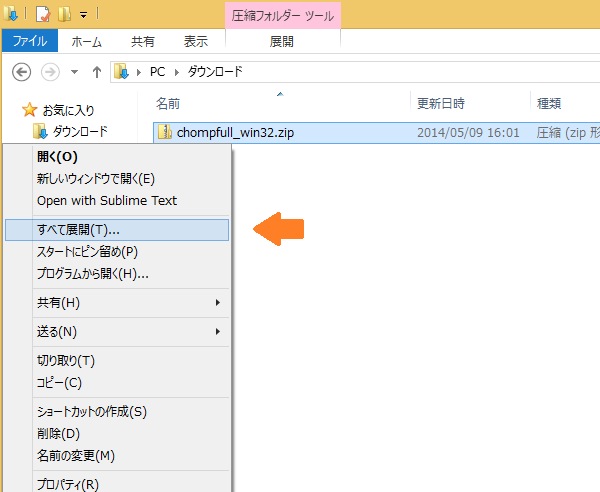 圧縮フォルダー ツール
ファイル ホーム 共有 表示 展開
PC ダウンロード
お気に入り 名前 更新日時 種類
ダウンロード chompfull_win32.zip 2014/05/09 16:01 圧縮 (zip 形
開く(O)
新しいウィンドウで開く(E)
Open with Sublime Text
すべて展開(T)...
スタートにピン留め(P)
プログラムから開く(H)...
共有(H)
送る(N)
切り取り(T)
コピー(C)
ショートカットの作成(S)
削除(D)
名前の変更(M)
プロパティ(R)